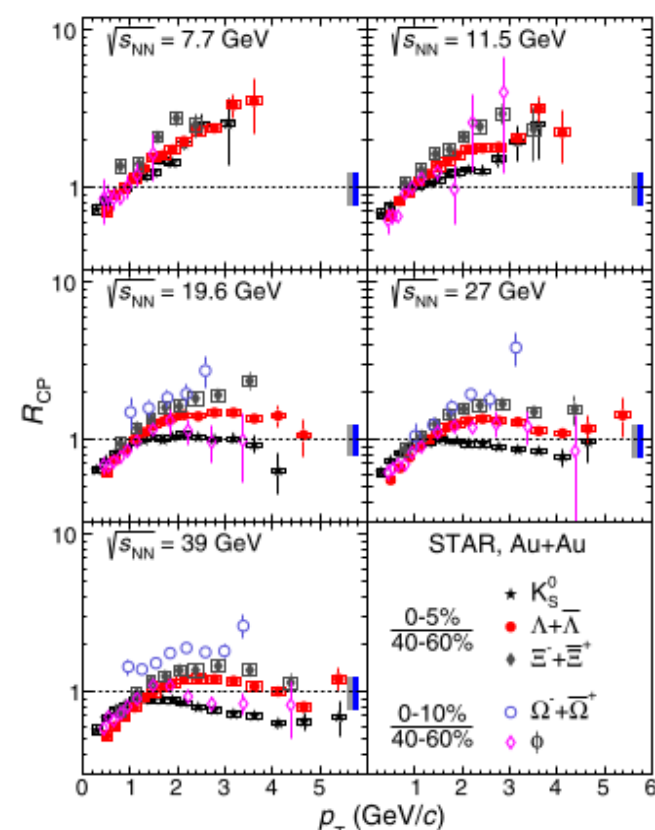 √sNN = 7.7 GeV
√sNN = 11.5 GeV
10
1
√sNN = 19.6 GeV
√sNN = 27 GeV
10
1
RCP
√sNN = 39 GeV
10
1
STAR, Au+Au
0-5%
40-60%
K0S
Λ+Λ̅
Ξ-+Ξ̅+
0-10%
40-60%
Ω-+Ω̅+
ϕ
0 1 2 3 4 5
1 2 3 4 5 6
pT (GeV/c)